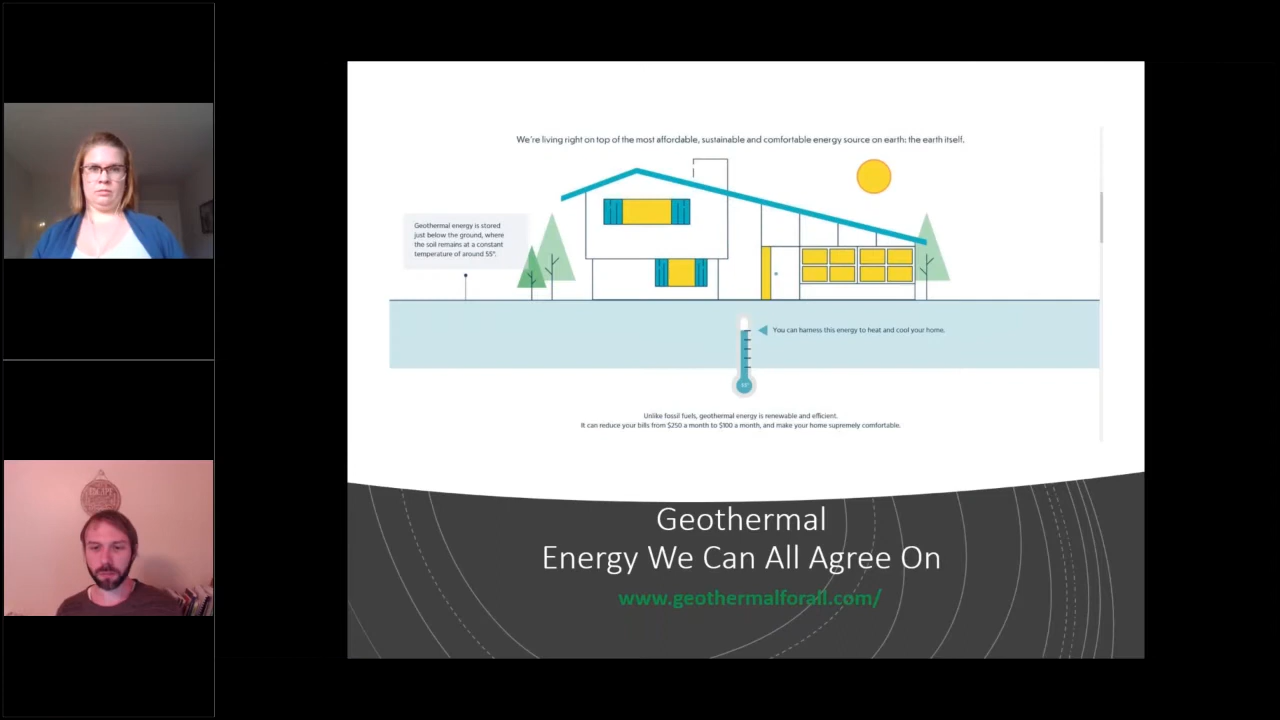 We're living right on top of the most affordable, sustainable and comfortable energy source on earth: the earth itself.
Geothermal energy is stored
just below the ground, where
the soil remains at a constant
temperature of around 55°.
You can harness this energy to heat and cool your home.
55°
Unlike fossil fuels, geothermal energy is renewable and efficient.
It can reduce your bills from $250 a month to $100 a month, and make your home supremely comfortable.
Geothermal
Energy We Can All Agree On
www.geothermalforall.com/